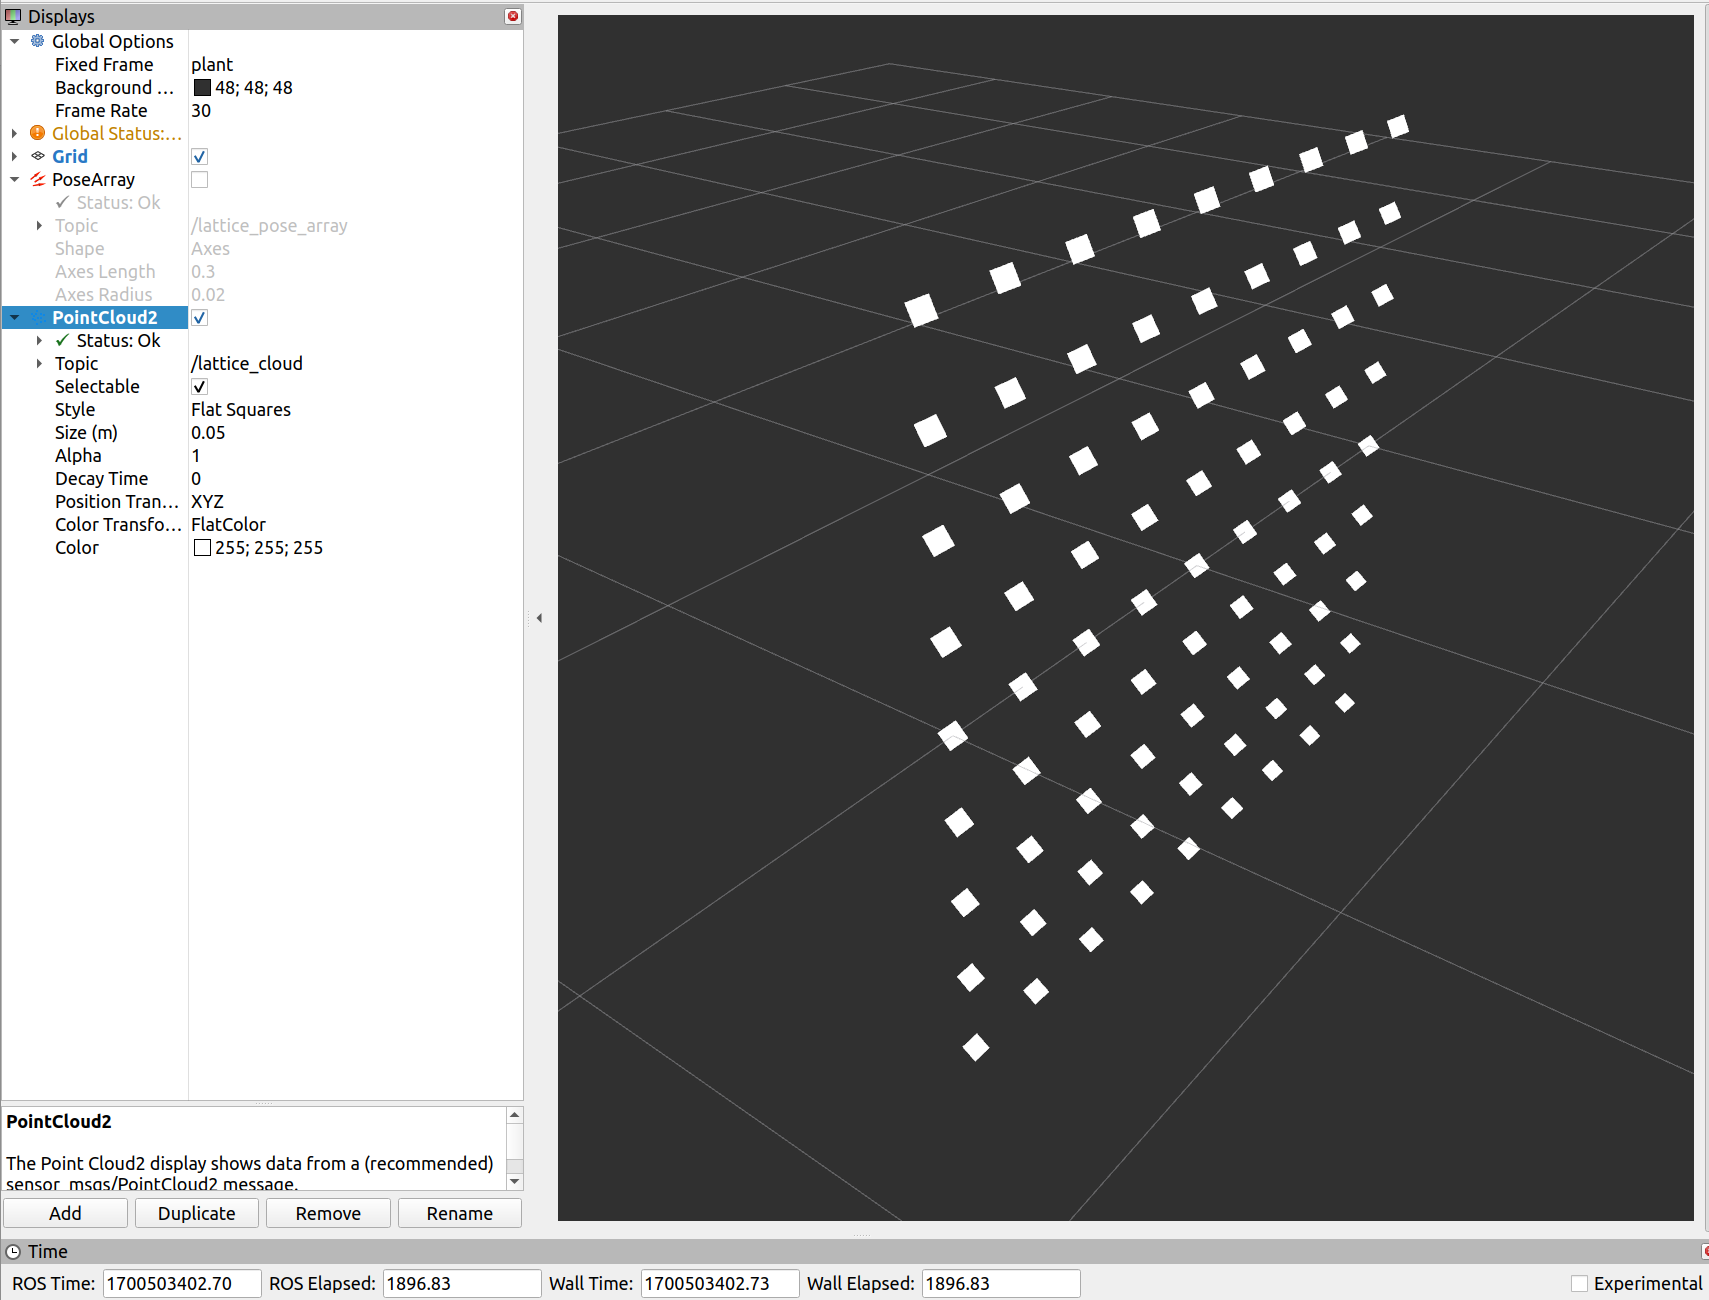 Displays
Global Options
Fixed Frame plant
Background ... 48; 48; 48
Frame Rate 30
Global Status:...
Grid
PoseArray
Status: Ok
Topic /lattice_pose_array
Shape Axes
Axes Length 0.3
Axes Radius 0.02
PointCloud2
Status: Ok
Topic /lattice_cloud
Selectable
Style Flat Squares
Size (m) 0.05
Alpha 1
Decay Time 0
Position Tran... XYZ
Color Transfo... FlatColor
Color 255; 255; 255
PointCloud2
The Point Cloud2 display shows data from a (recommended)
sensor_msgs/PointCloud2 message.
Add Duplicate Remove Rename
Time
ROS Time: 1700503402.70 ROS Elapsed: 1896.83 Wall Time: 1700503402.73 Wall Elapsed: 1896.83 Experimental